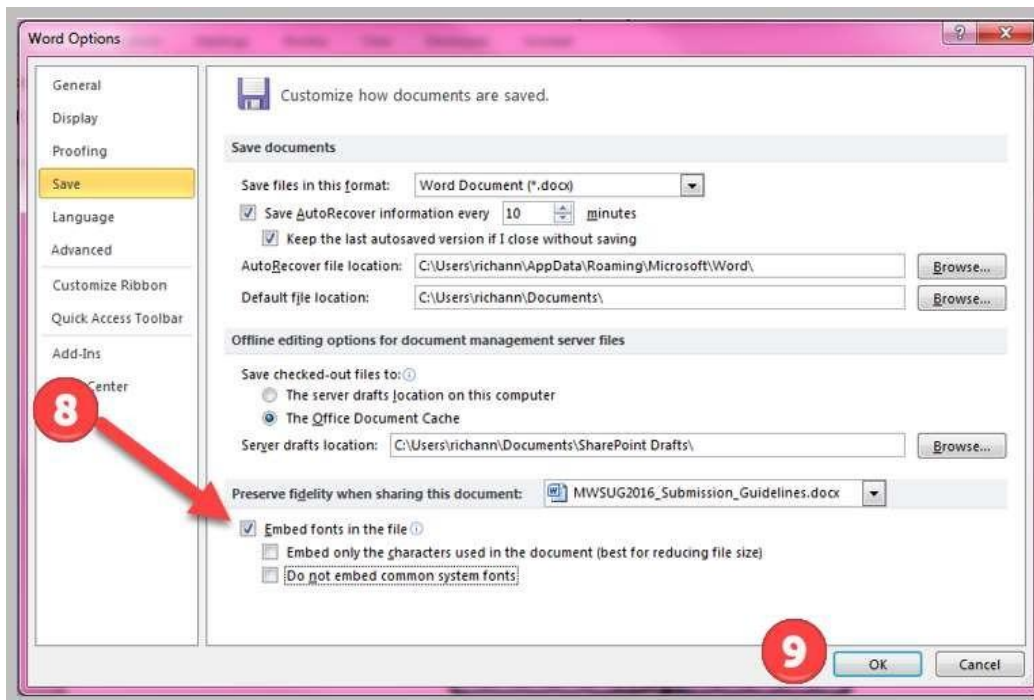 Word Options
General
Display
Proofing
Save
Language
Advanced
Customize Ribbon
Quick Access Toolbar
Add-Ins
Center
8
Customize how documents are saved.
Save documents
Save files in this format: Word Document (*.docx)
Save AutoRecover information every 10 minutes
Keep the last autosaved version if I close without saving
AutoRecover file location: C:\Users\richann\AppData\Roaming\Microsoft\Word\ Browse...
Default file location: C:\Users\richann\Documents\ Browse...
Offline editing options for document management server files
Save checked-out files to:
The server drafts location on this computer
The Office Document Cache
Server drafts location: C:\Users\richann\Documents\SharePoint Drafts\ Browse...
Preserve fidelity when sharing this document: MWSUG2016_Submission_Guidelines.docx
Embed fonts in the file
Embed only the characters used in the document (best for reducing file size)
Do not embed common system fonts
9
OK Cancel